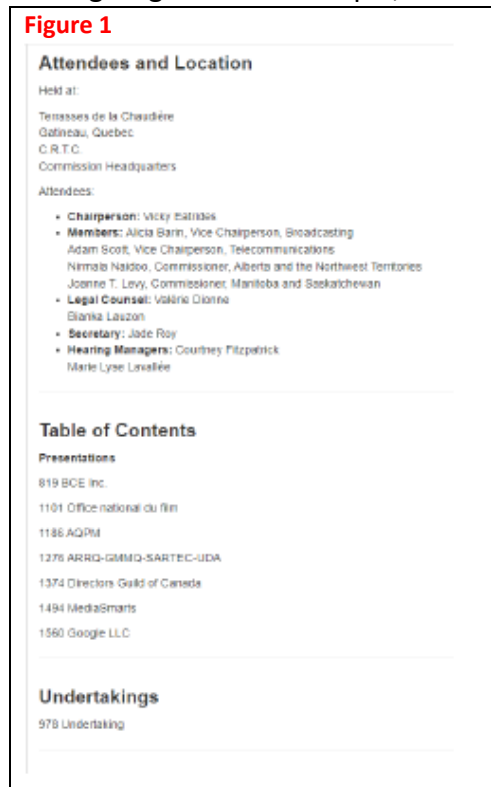 Figure 1
Attendees and Location
Held at:
Terrasses de la Chaudière
Gatineau, Quebec
C.R.T.C.
Commission Headquarters
Attendees:
• Chairperson: Vicky Eatrides
• Members: Alicia Barin, Vice Chairperson, Broadcasting
Adam Scott, Vice Chairperson, Telecommunications
Nirmala Naidoo, Commissioner, Alberta and the Northwest Territories
Joanne T. Levy, Commissioner, Manitoba and Saskatchewan
• Legal Counsel: Valérie Dionne
Bianka Lauzon
• Secretary: Jade Roy
• Hearing Managers: Courtney Fitzpatrick
Marie Lyse Lavallée
Table of Contents
Presentations
819 BCE Inc.
1101 Office national du film
1186 AQPM
1276 ARRQ-GMMQ-SARTEC-UDA
1374 Directors Guild of Canada
1494 MediaSmarts
1560 Google LLC
Undertakings
978 Undertaking